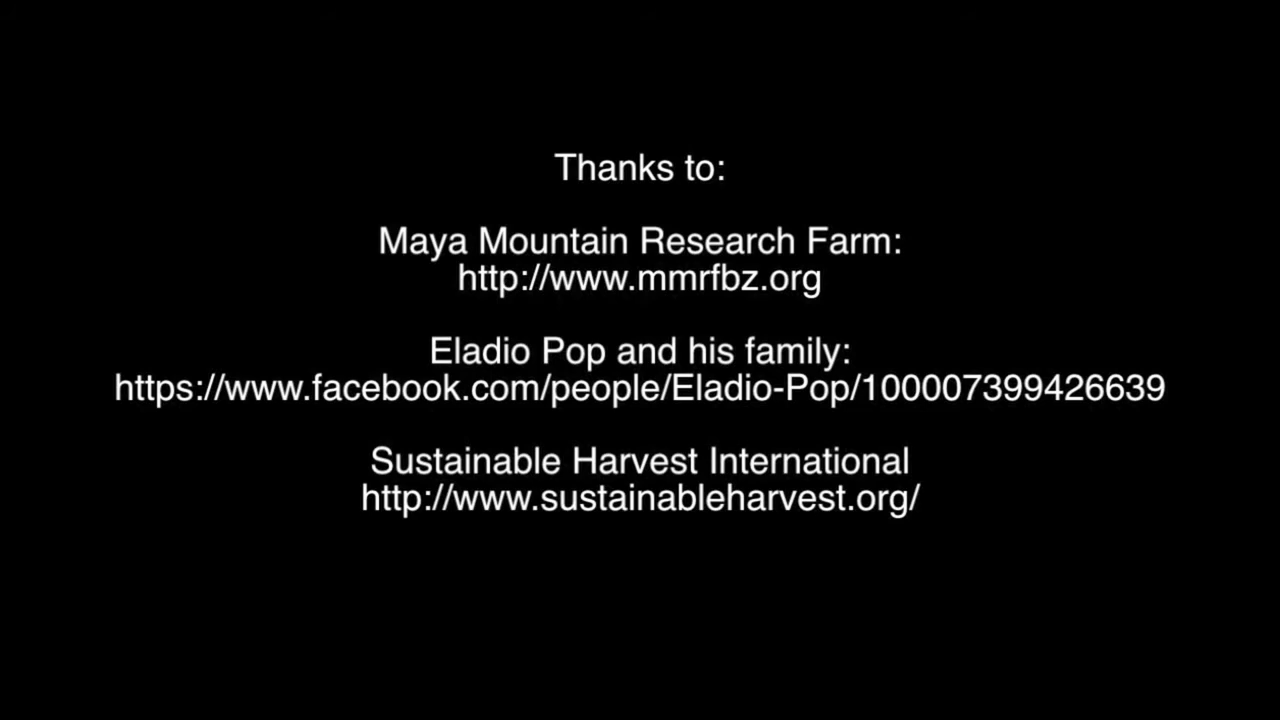 Thanks to:
Maya Mountain Research Farm:
http://www.mmrfbz.org
Eladio Pop and his family:
https://www.facebook.com/people/Eladio-Pop/100007399426639
Sustainable Harvest International
http://www.sustainableharvest.org/